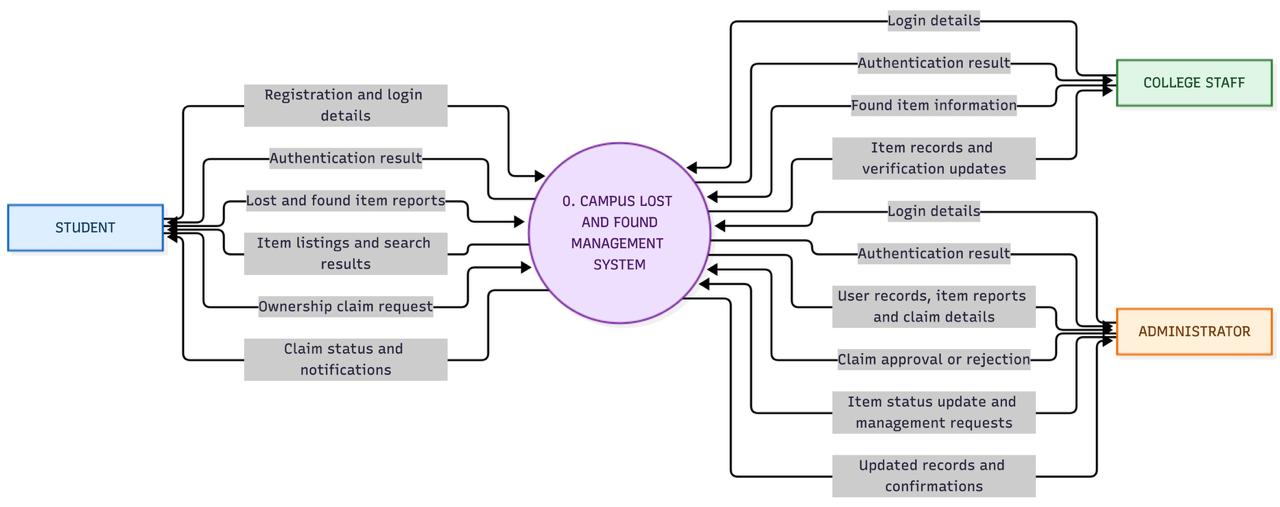 STUDENT
Registration and login
details
Authentication result
Lost and found item reports
Item listings and search
results
Ownership claim request
Claim status and
notifications
0. CAMPUS LOST
AND FOUND
MANAGEMENT
SYSTEM
Login details
Authentication result
Found item information
Item records and
verification updates
COLLEGE STAFF
Login details
Authentication result
User records, item reports
and claim details
Claim approval or rejection
Item status update and
management requests
Updated records and
confirmations
ADMINISTRATOR